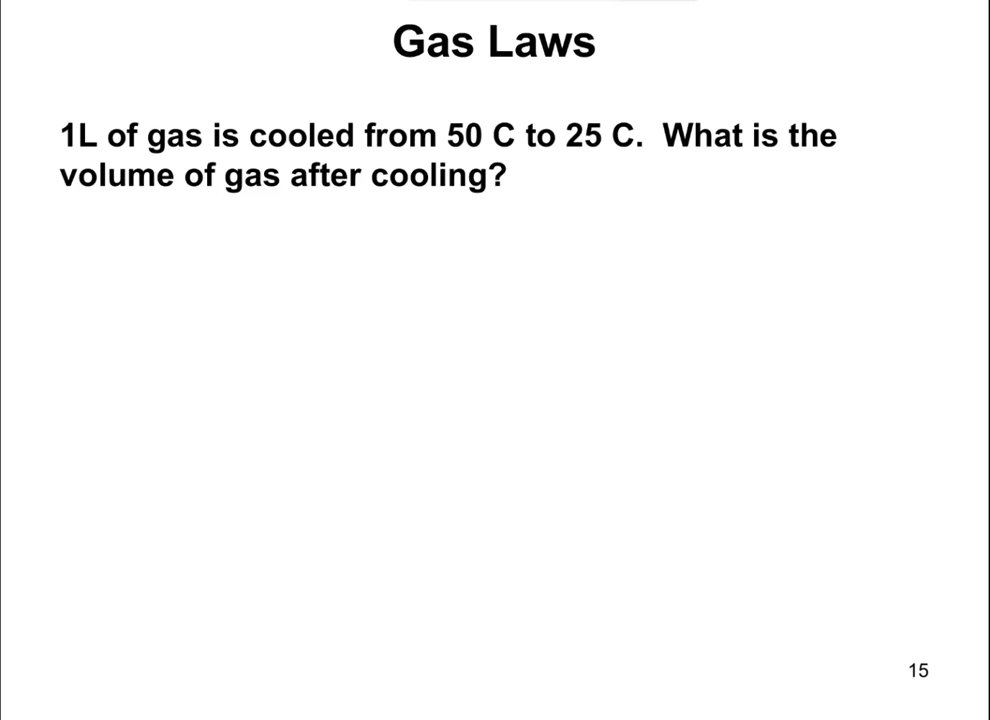 Gas Laws
1L of gas is cooled from 50 C to 25 C.  What is the
volume of gas after cooling?
15